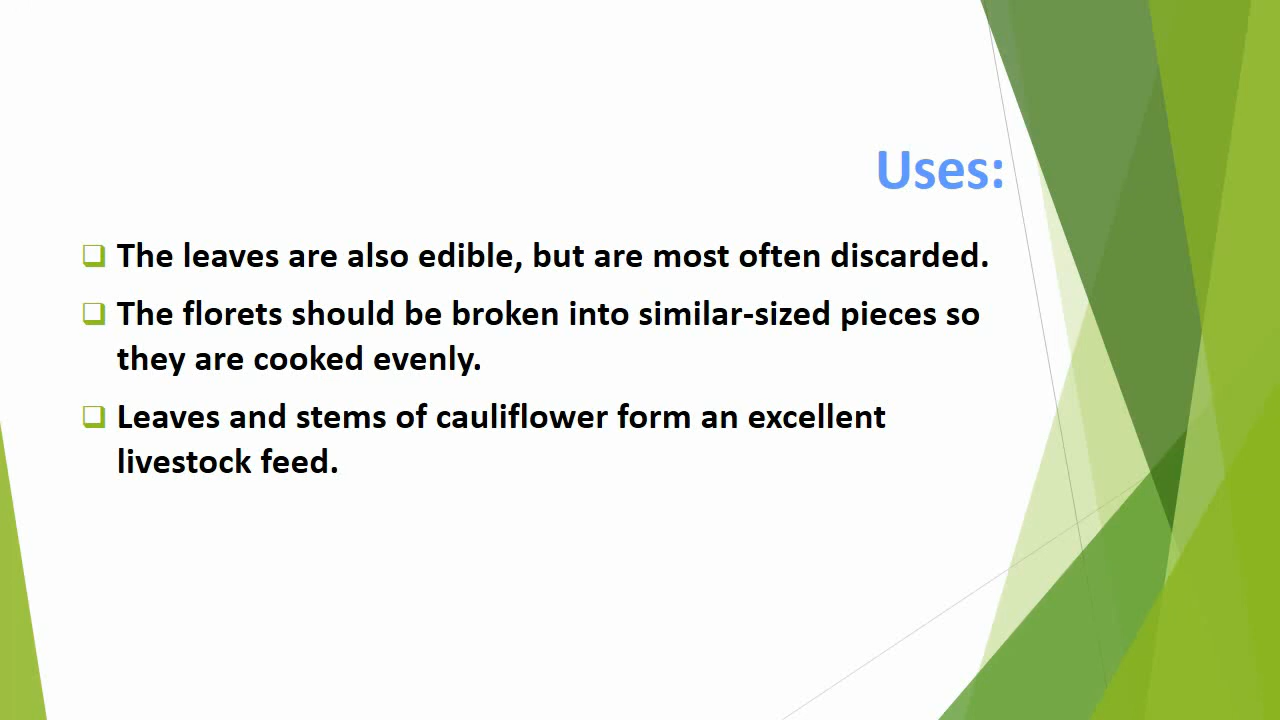 Uses:
❑ The leaves are also edible, but are most often discarded.
❑ The florets should be broken into similar-sized pieces so
they are cooked evenly.
❑ Leaves and stems of cauliflower form an excellent
livestock feed.